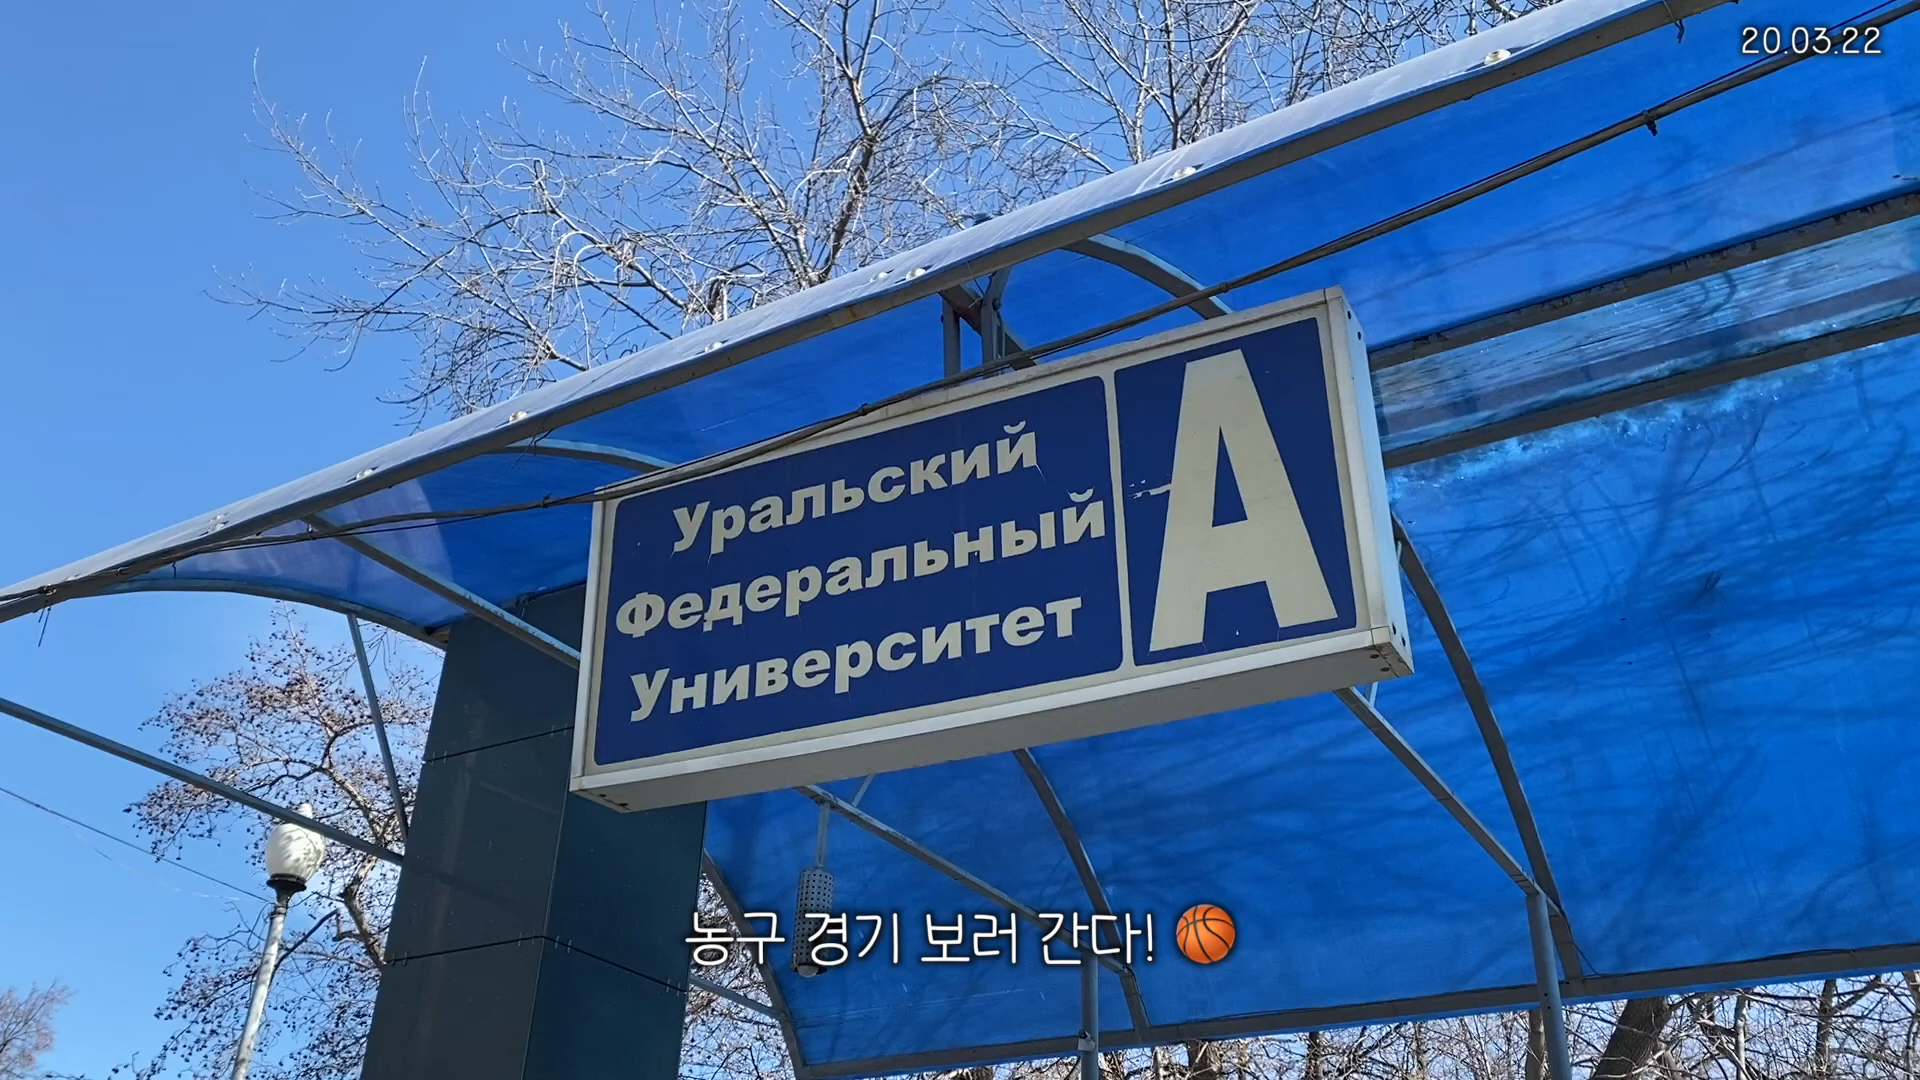 20.03.22
Уральский
Федеральный
Университет
А
농구 경기 보러 간다! 🏀